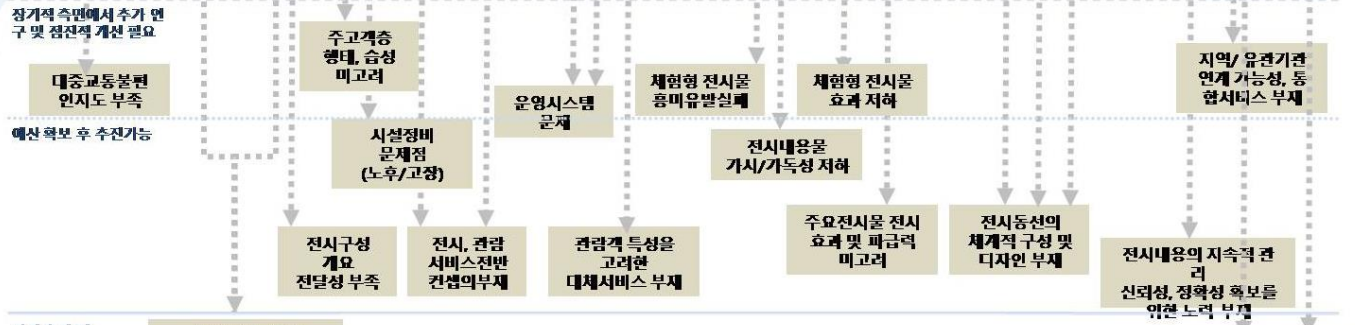 장기적 측면에서 추가 연
구 및 점진적 개선 필요
주고객층
행태, 습성
미고려
대중교통불편
인지도 부족
운영시스템
문제
체험형 전시물
흥미유발실패
체험형 전시물
효과 저하
지역/ 유관기관
연계 가능성, 통
합서비스 부재
예산 확보 후 추진가능
시설정비
문제점
(노후/고장)
전시내용물
가시/가독성 저하
전시구성
개요
전달성 부족
전시, 관람
서비스전반
컨셉의부재
관람객 특성을
고려한
대체서비스 부재
주요전시물 전시
효과 및 파급력
미고려
전시동선의
체계적 구성 및
디자인 부재
전시내용의 지속적 관
리
신뢰성, 정확성 확보를
위한 노력 부재